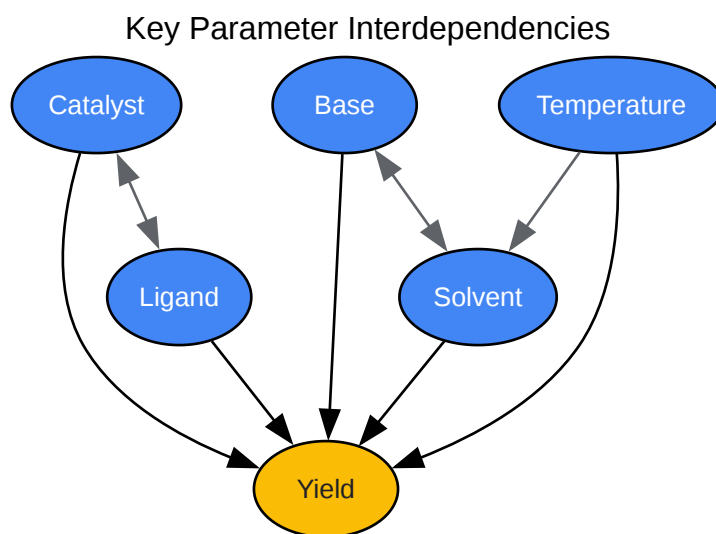 Key Parameter Interdependencies
Catalyst
Base
Temperature
Ligand
Solvent
Yield